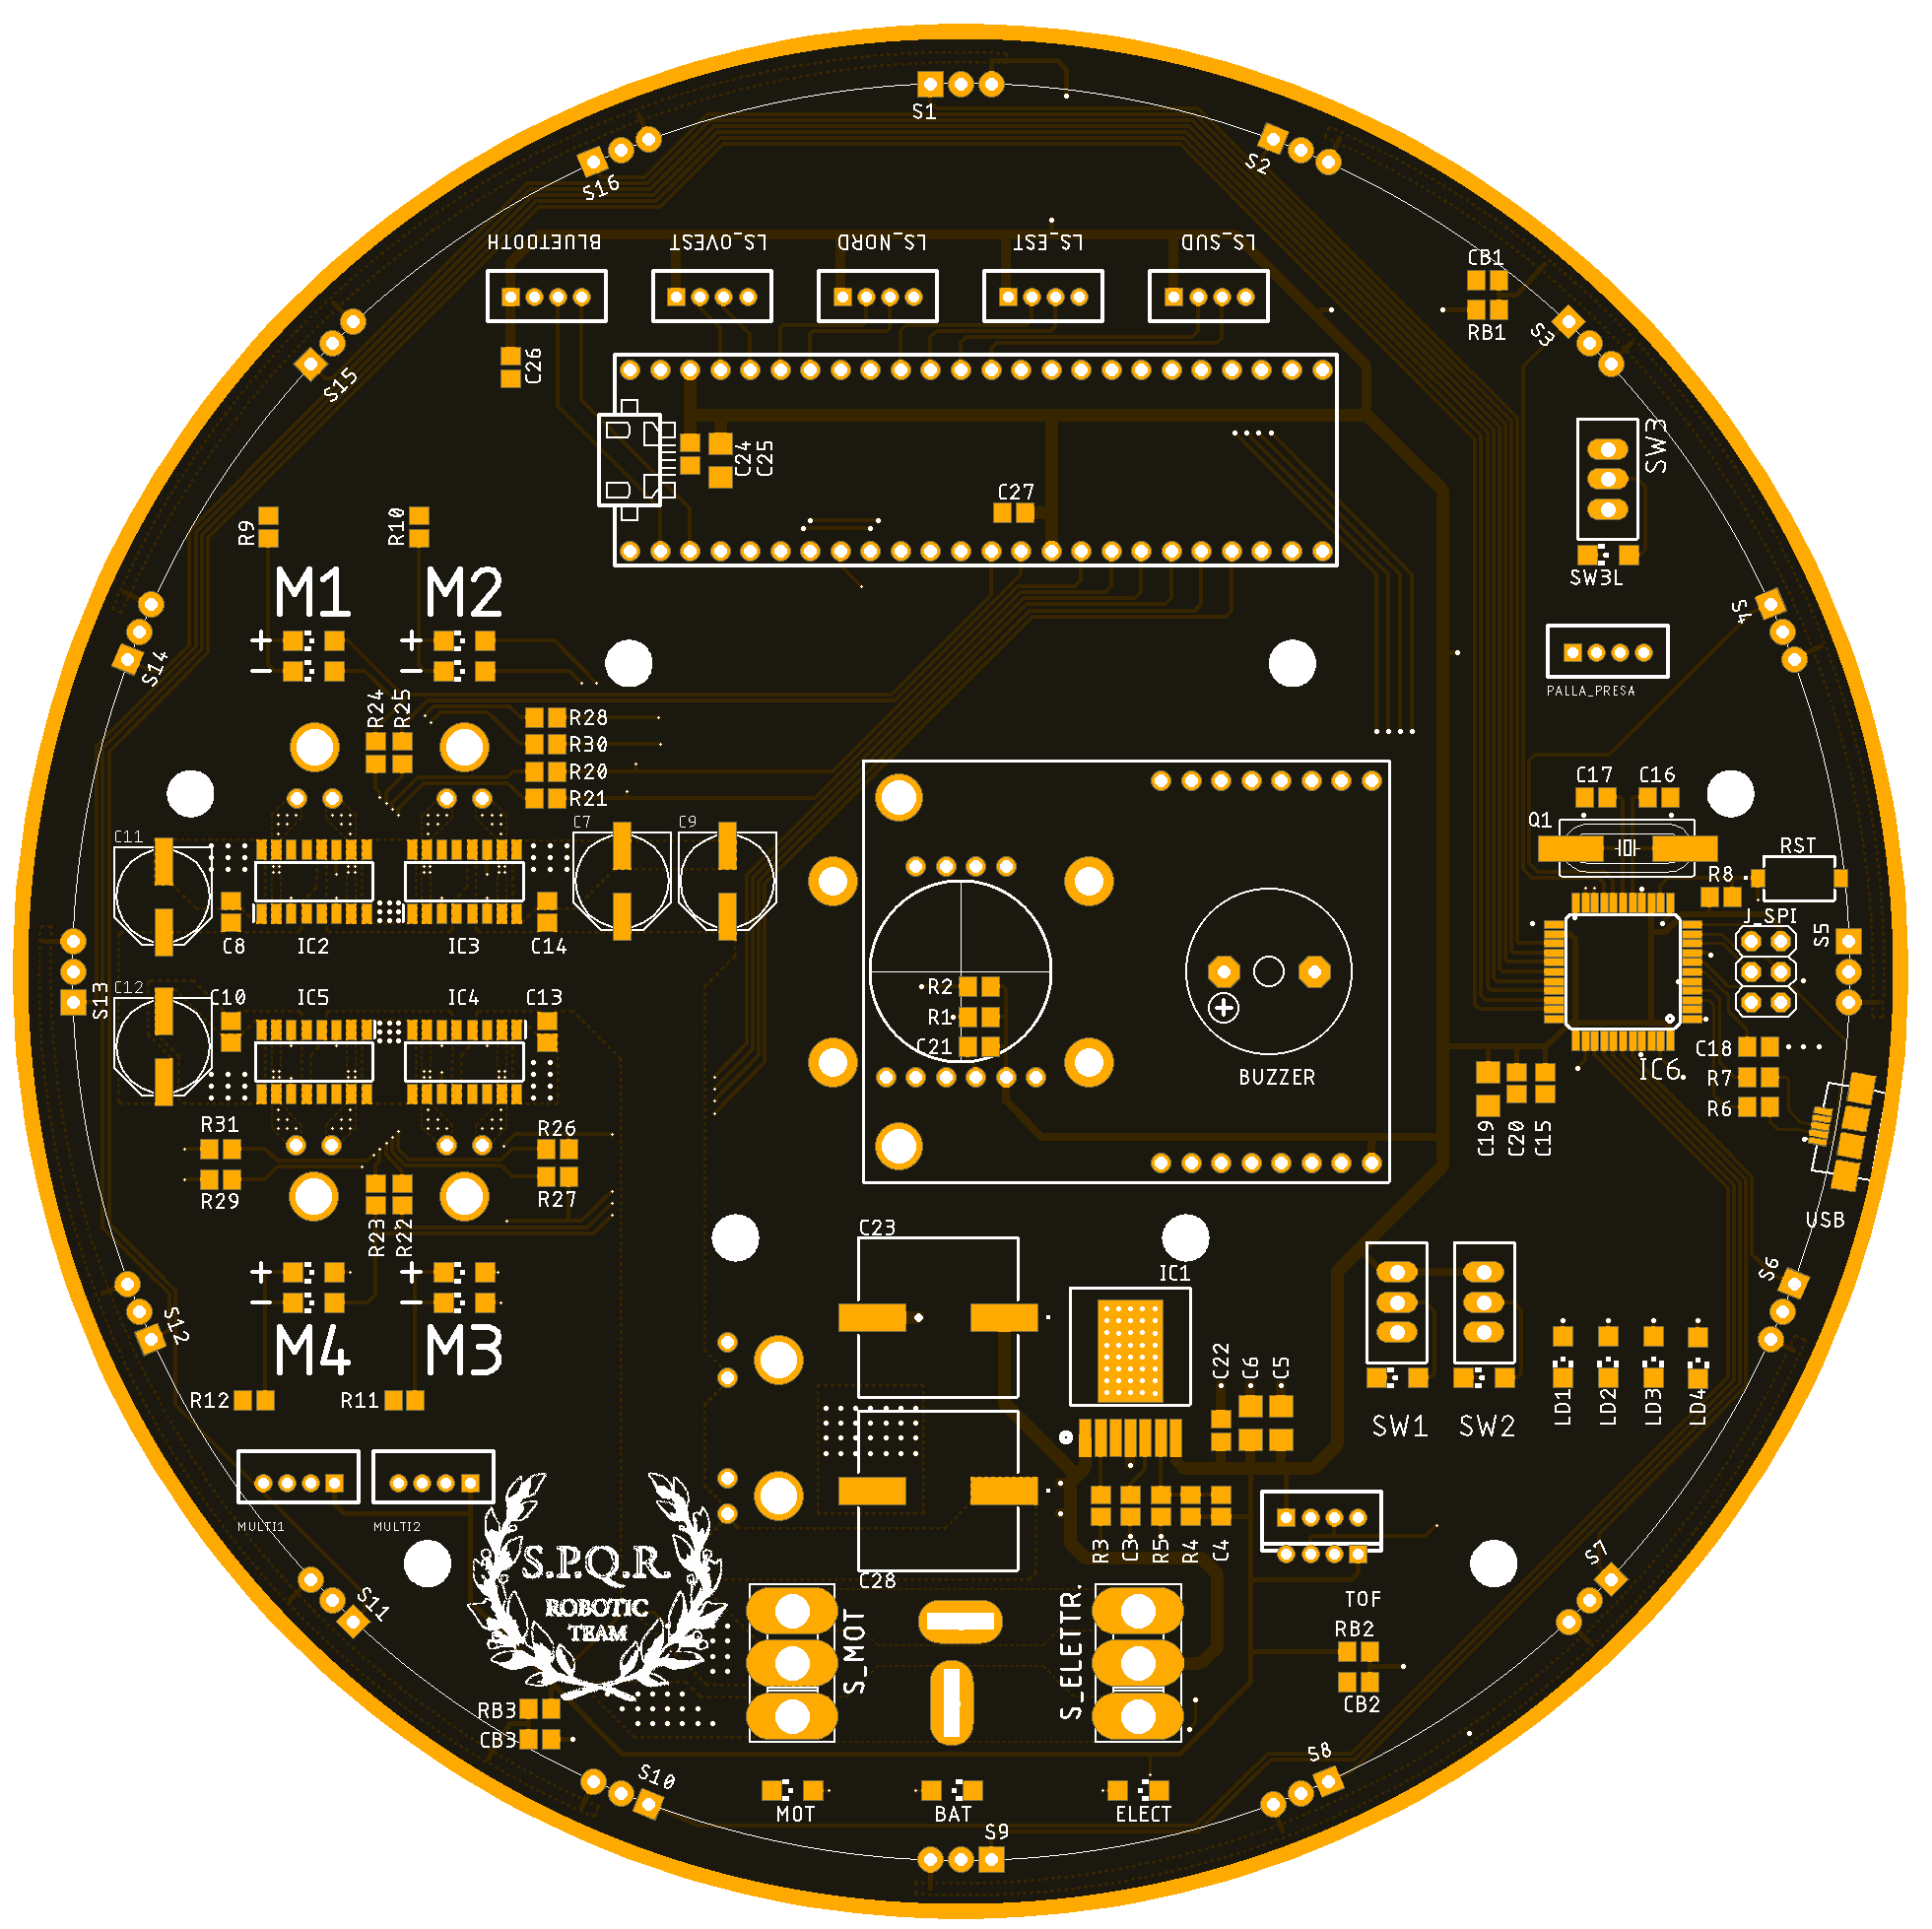 S1
S2
S16
BLUETOOTH
LS_OVEST
LS_NORD
LS_EST
LS_SUD
CB1
RB1
S3
S15
C26
SW3
C24
C25
C27
R9
R10
SW3L
M1
M2
S4
+
+
-
-
S14
PALLA_PRESA
R24
R25
R28
R30
R20
R21
C17
C16
Q1
C11
C7
C9
RST
R8
J_SPI
S5
C8
IC2
IC3
C14
C12
C10
IC5
IC4
C13
S13
R2
R1
C21
BUZZER
+
C18
R7
R6
IC6
C19
C20
C15
R31
R26
R29
R27
R23
R22
USB
C23
IC1
S6
+
+
-
-
S12
M4
M3
C22
C6
C5
LD1
LD2
LD3
LD4
R12
R11
SW1
SW2
MULTI1
MULTI2
R3
C3
R5
R4
C4
S7
S.P.Q.R.
ROBOTIC
TEAM
C28
TOF
S11
S_MOT
S_ELETTR.
RB2
CB2
RB3
CB3
S10
S8
MOT
BAT
ELECT
S9